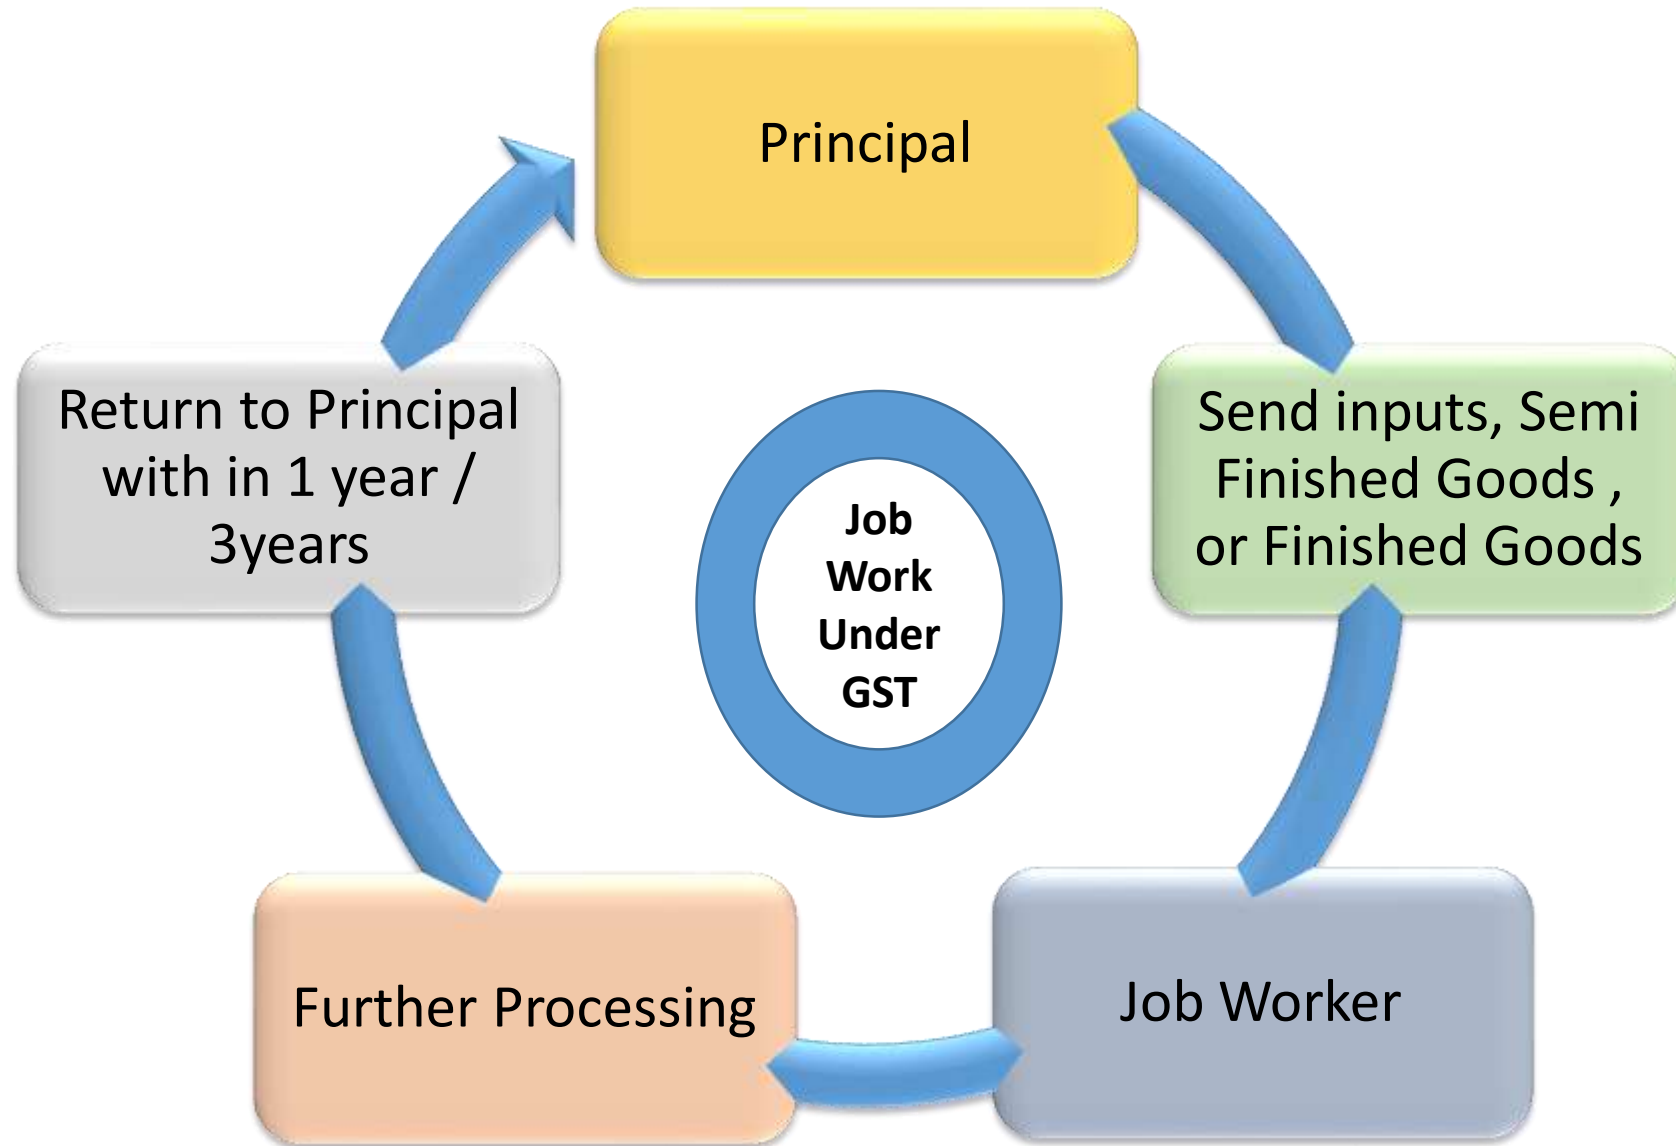 Principal
Send inputs, Semi
Finished Goods ,
or Finished Goods
Job Worker
Further Processing
Return to Principal
with in 1 year /
3years
Job
Work
Under
GST